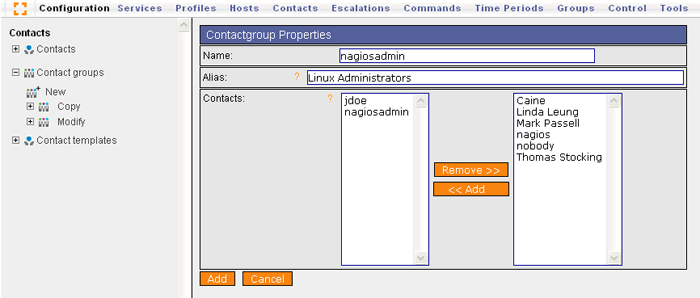 Configuration Services Profiles Hosts Contacts Escalations Commands Time Periods Groups Control Tools
Contacts
Contacts
Contact groups
New
Copy
Modify
Contact templates
Contactgroup Properties
Name: nagiosadmin
Alias: ? Linux Administrators
Contacts: ?
jdoe
nagiosadmin
Remove >>
<< Add
Caine
Linda Leung
Mark Passell
nagios
nobody
Thomas Stocking
Add Cancel